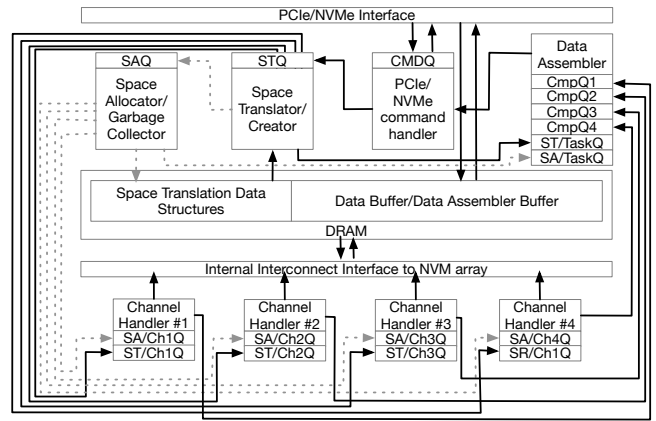 PCIe/NVMe Interface
SAQ
Space
Allocator/
Garbage
Collector
STQ
Space
Translator/
Creator
CMDQ
PCIe/
NVMe
command
handler
Data
Assembler
CmpQ1
CmpQ2
CmpQ3
CmpQ4
ST/TaskQ
SA/TaskQ
Space Translation Data
Structures
Data Buffer/Data Assembler Buffer
DRAM
Internal Interconnect Interface to NVM array
Channel
Handler #1
SA/Ch1Q
ST/Ch1Q
Channel
Handler #2
SA/Ch2Q
ST/Ch2Q
Channel
Handler #3
SA/Ch3Q
ST/Ch3Q
Channel
Handler #4
SA/Ch4Q
SR/Ch1Q